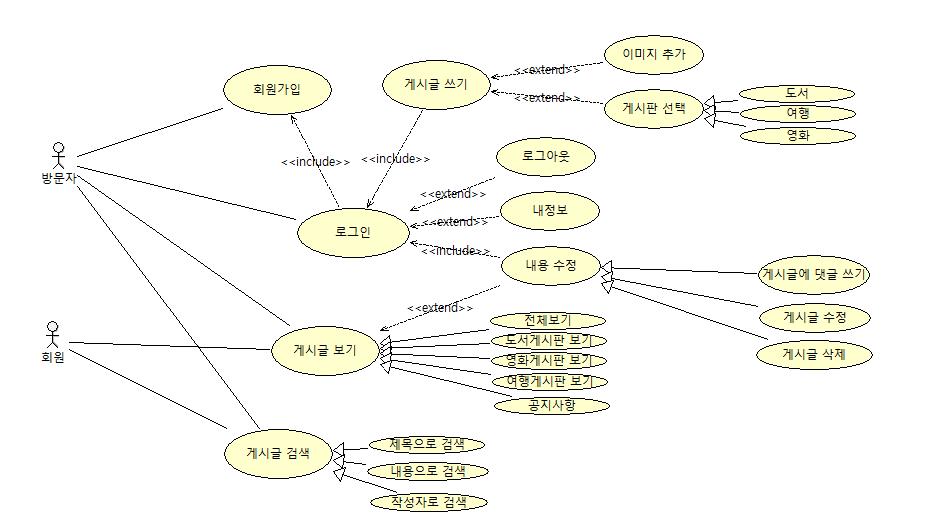 이미지 추가
<<extend>>
회원가입
게시글 쓰기
<<extend>>
게시판 선택
도서
여행
영화
<<include>>
<<include>>
로그아웃
방문자
<<extend>>
내정보
<<extend>>
로그인
<<include>>
내용 수정
게시글에 댓글 쓰기
<<extend>>
게시글 수정
전체보기
도서게시판 보기
회원
게시글 보기
영화게시판 보기
게시글 삭제
여행게시판 보기
공지사항
제목으로 검색
게시글 검색
내용으로 검색
작성자로 검색